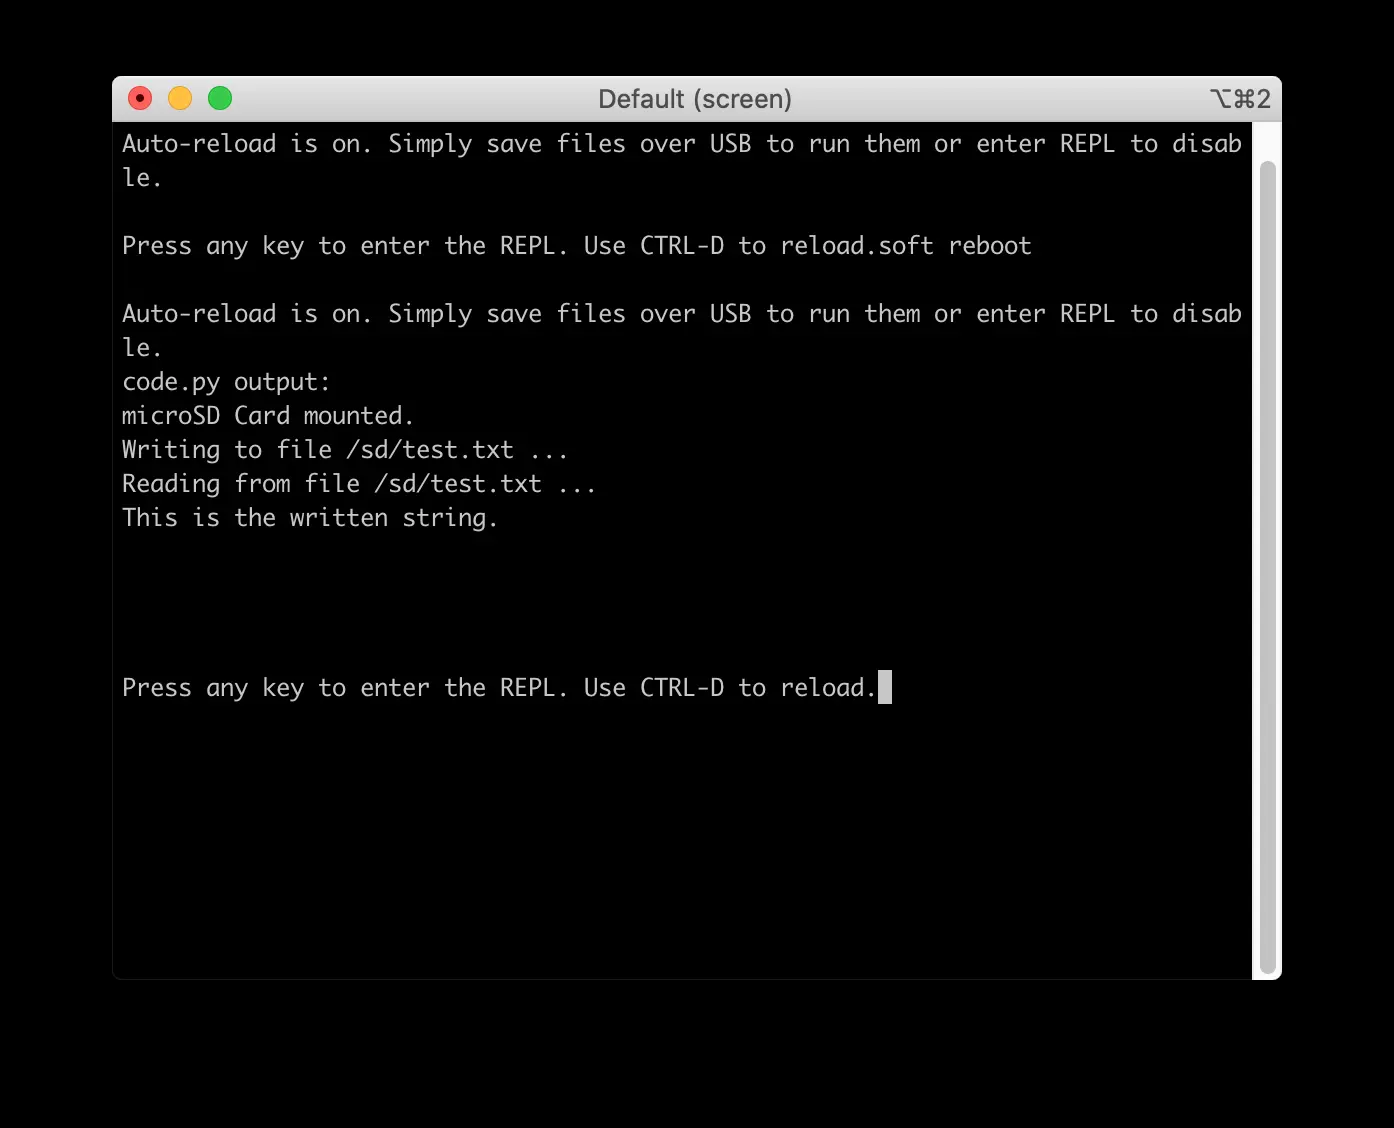 Default (screen) ⌥⌘2
Auto-reload is on. Simply save files over USB to run them or enter REPL to disab
le.
Press any key to enter the REPL. Use CTRL-D to reload.soft reboot
Auto-reload is on. Simply save files over USB to run them or enter REPL to disab
le.
code.py output:
microSD Card mounted.
Writing to file /sd/test.txt ...
Reading from file /sd/test.txt ...
This is the written string.
Press any key to enter the REPL. Use CTRL-D to reload.